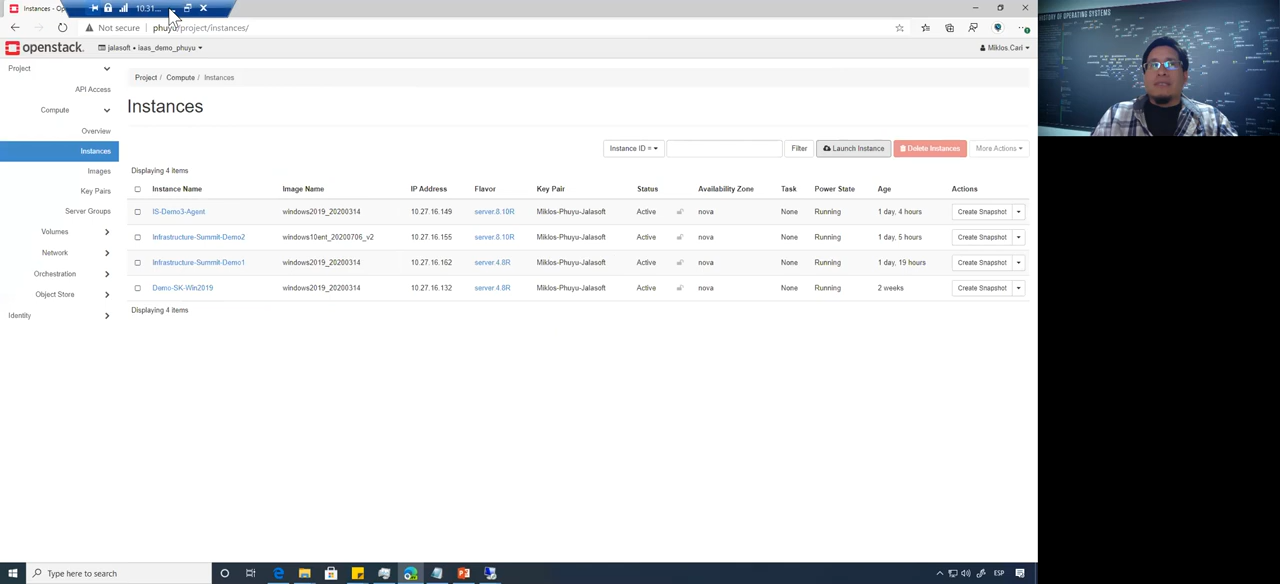 Instances - Op
10.31...
Not secure | phuyu/project/instances/
openstack. jalasoft • iaas_demo_phuyu
Miklos.Cari
Project
API Access
Compute
Overview
Instances
Images
Key Pairs
Server Groups
Volumes
Network
Orchestration
Object Store
Identity
Project / Compute / Instances
Instances
Instance ID = Filter Launch Instance Delete Instances More Actions
Displaying 4 items
Instance Name Image Name IP Address Flavor Key Pair Status Availability Zone Task Power State Age Actions
IS-Demo3-Agent windows2019_20200314 10.27.16.149 server.8.10R Miklos-Phuyu-Jalasoft Active nova None Running 1 day, 4 hours Create Snapshot
Infrastructure-Summit-Demo2 windows10ent_20200706_v2 10.27.16.155 server.8.10R Miklos-Phuyu-Jalasoft Active nova None Running 1 day, 5 hours Create Snapshot
Infrastructure-Summit-Demo1 windows2019_20200314 10.27.16.162 server.4.8R Miklos-Phuyu-Jalasoft Active nova None Running 1 day, 19 hours Create Snapshot
Demo-SK-Win2019 windows2019_20200314 10.27.16.132 server.4.8R Miklos-Phuyu-Jalasoft Active nova None Running 2 weeks Create Snapshot
Displaying 4 items
HISTORY OF OPERATING SYSTEMS
Type here to search
ESP